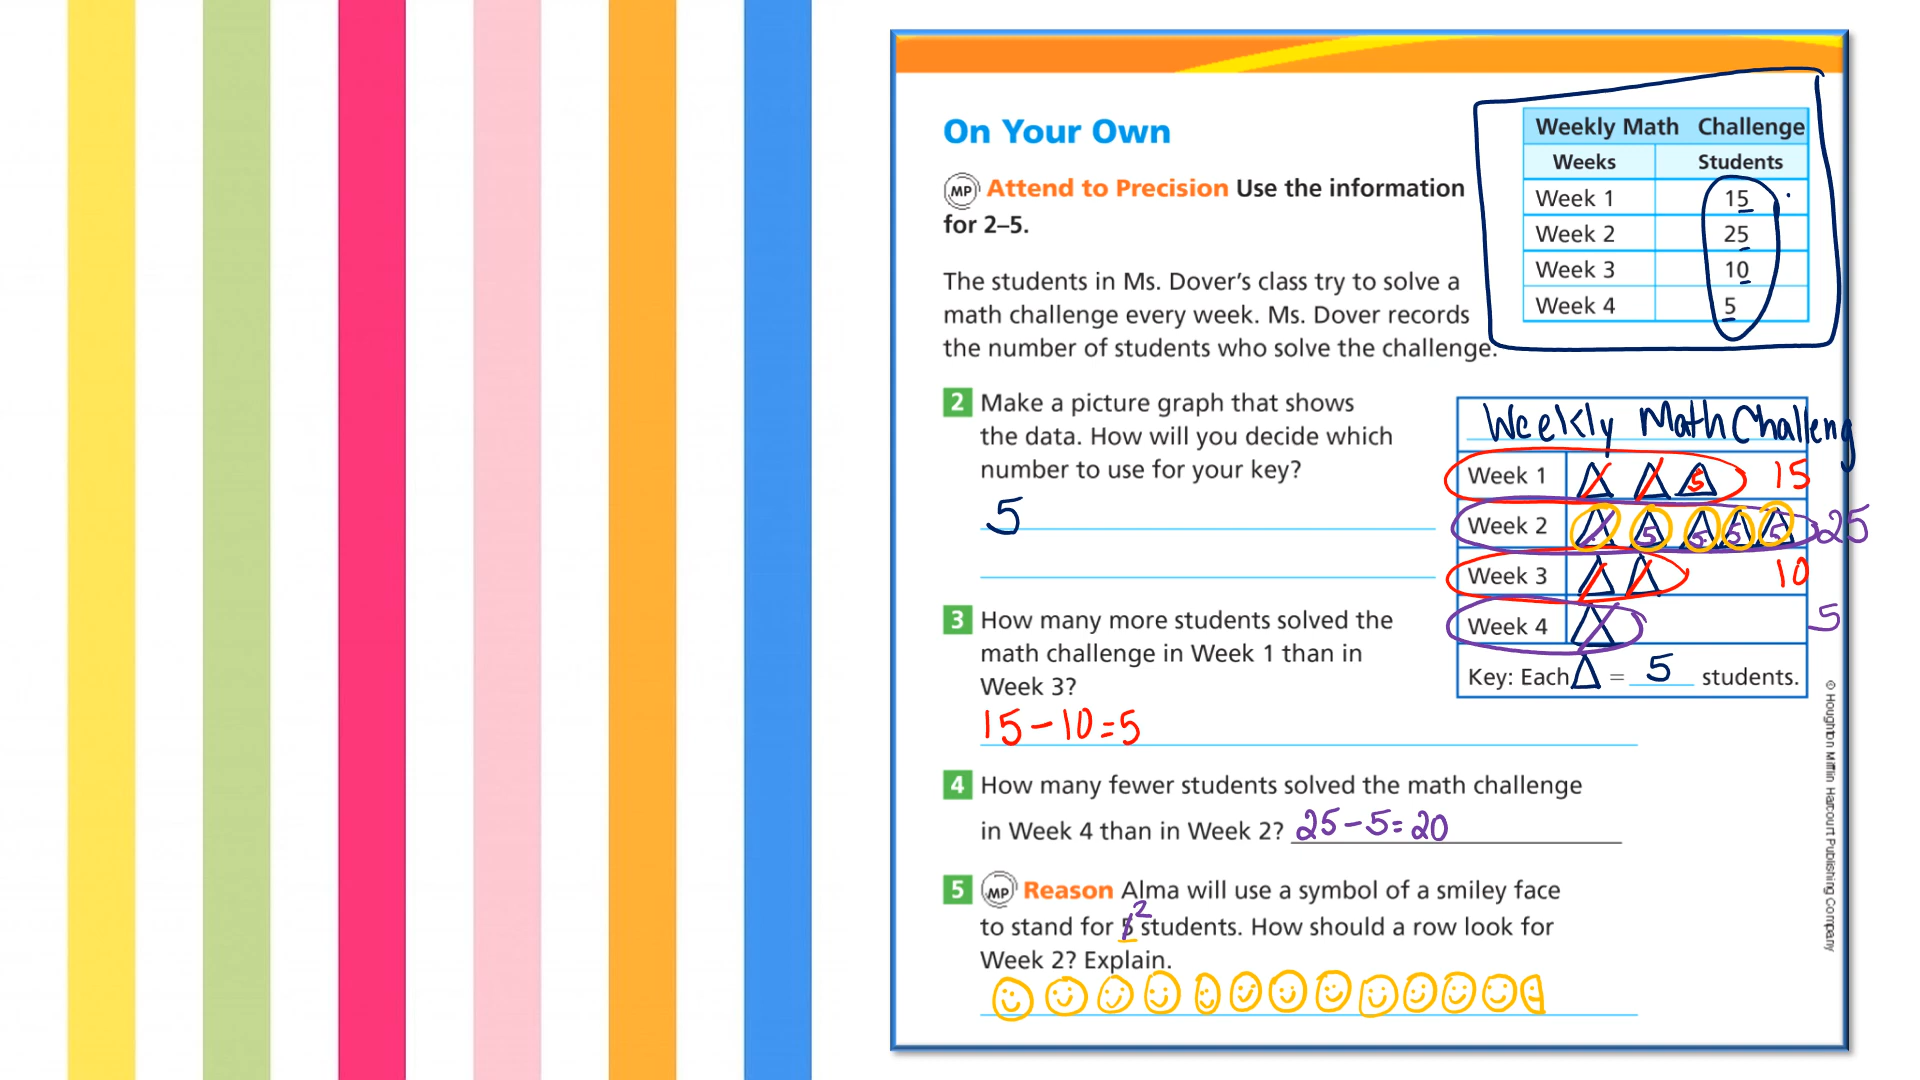 On Your Own
MP Attend to Precision Use the information
for 2–5.
The students in Ms. Dover's class try to solve a
math challenge every week. Ms. Dover records
the number of students who solve the challenge.
Weekly Math Challenge
Weeks Students
Week 1 15
Week 2 25
Week 3 10
Week 4 5
2 Make a picture graph that shows
the data. How will you decide which
number to use for your key?
5
Weekly Math Challeng
Week 1 5 15
Week 2 5 5 5 5 25
Week 3 10
Week 4 5
Key: Each = 5 students.
3 How many more students solved the
math challenge in Week 1 than in
Week 3?
15-10=5
4 How many fewer students solved the math challenge
in Week 4 than in Week 2? 25-5=20
5 MP Reason Alma will use a symbol of a smiley face
2
to stand for 5 students. How should a row look for
Week 2? Explain.
© Houghton Mifflin Harcourt Publishing Company